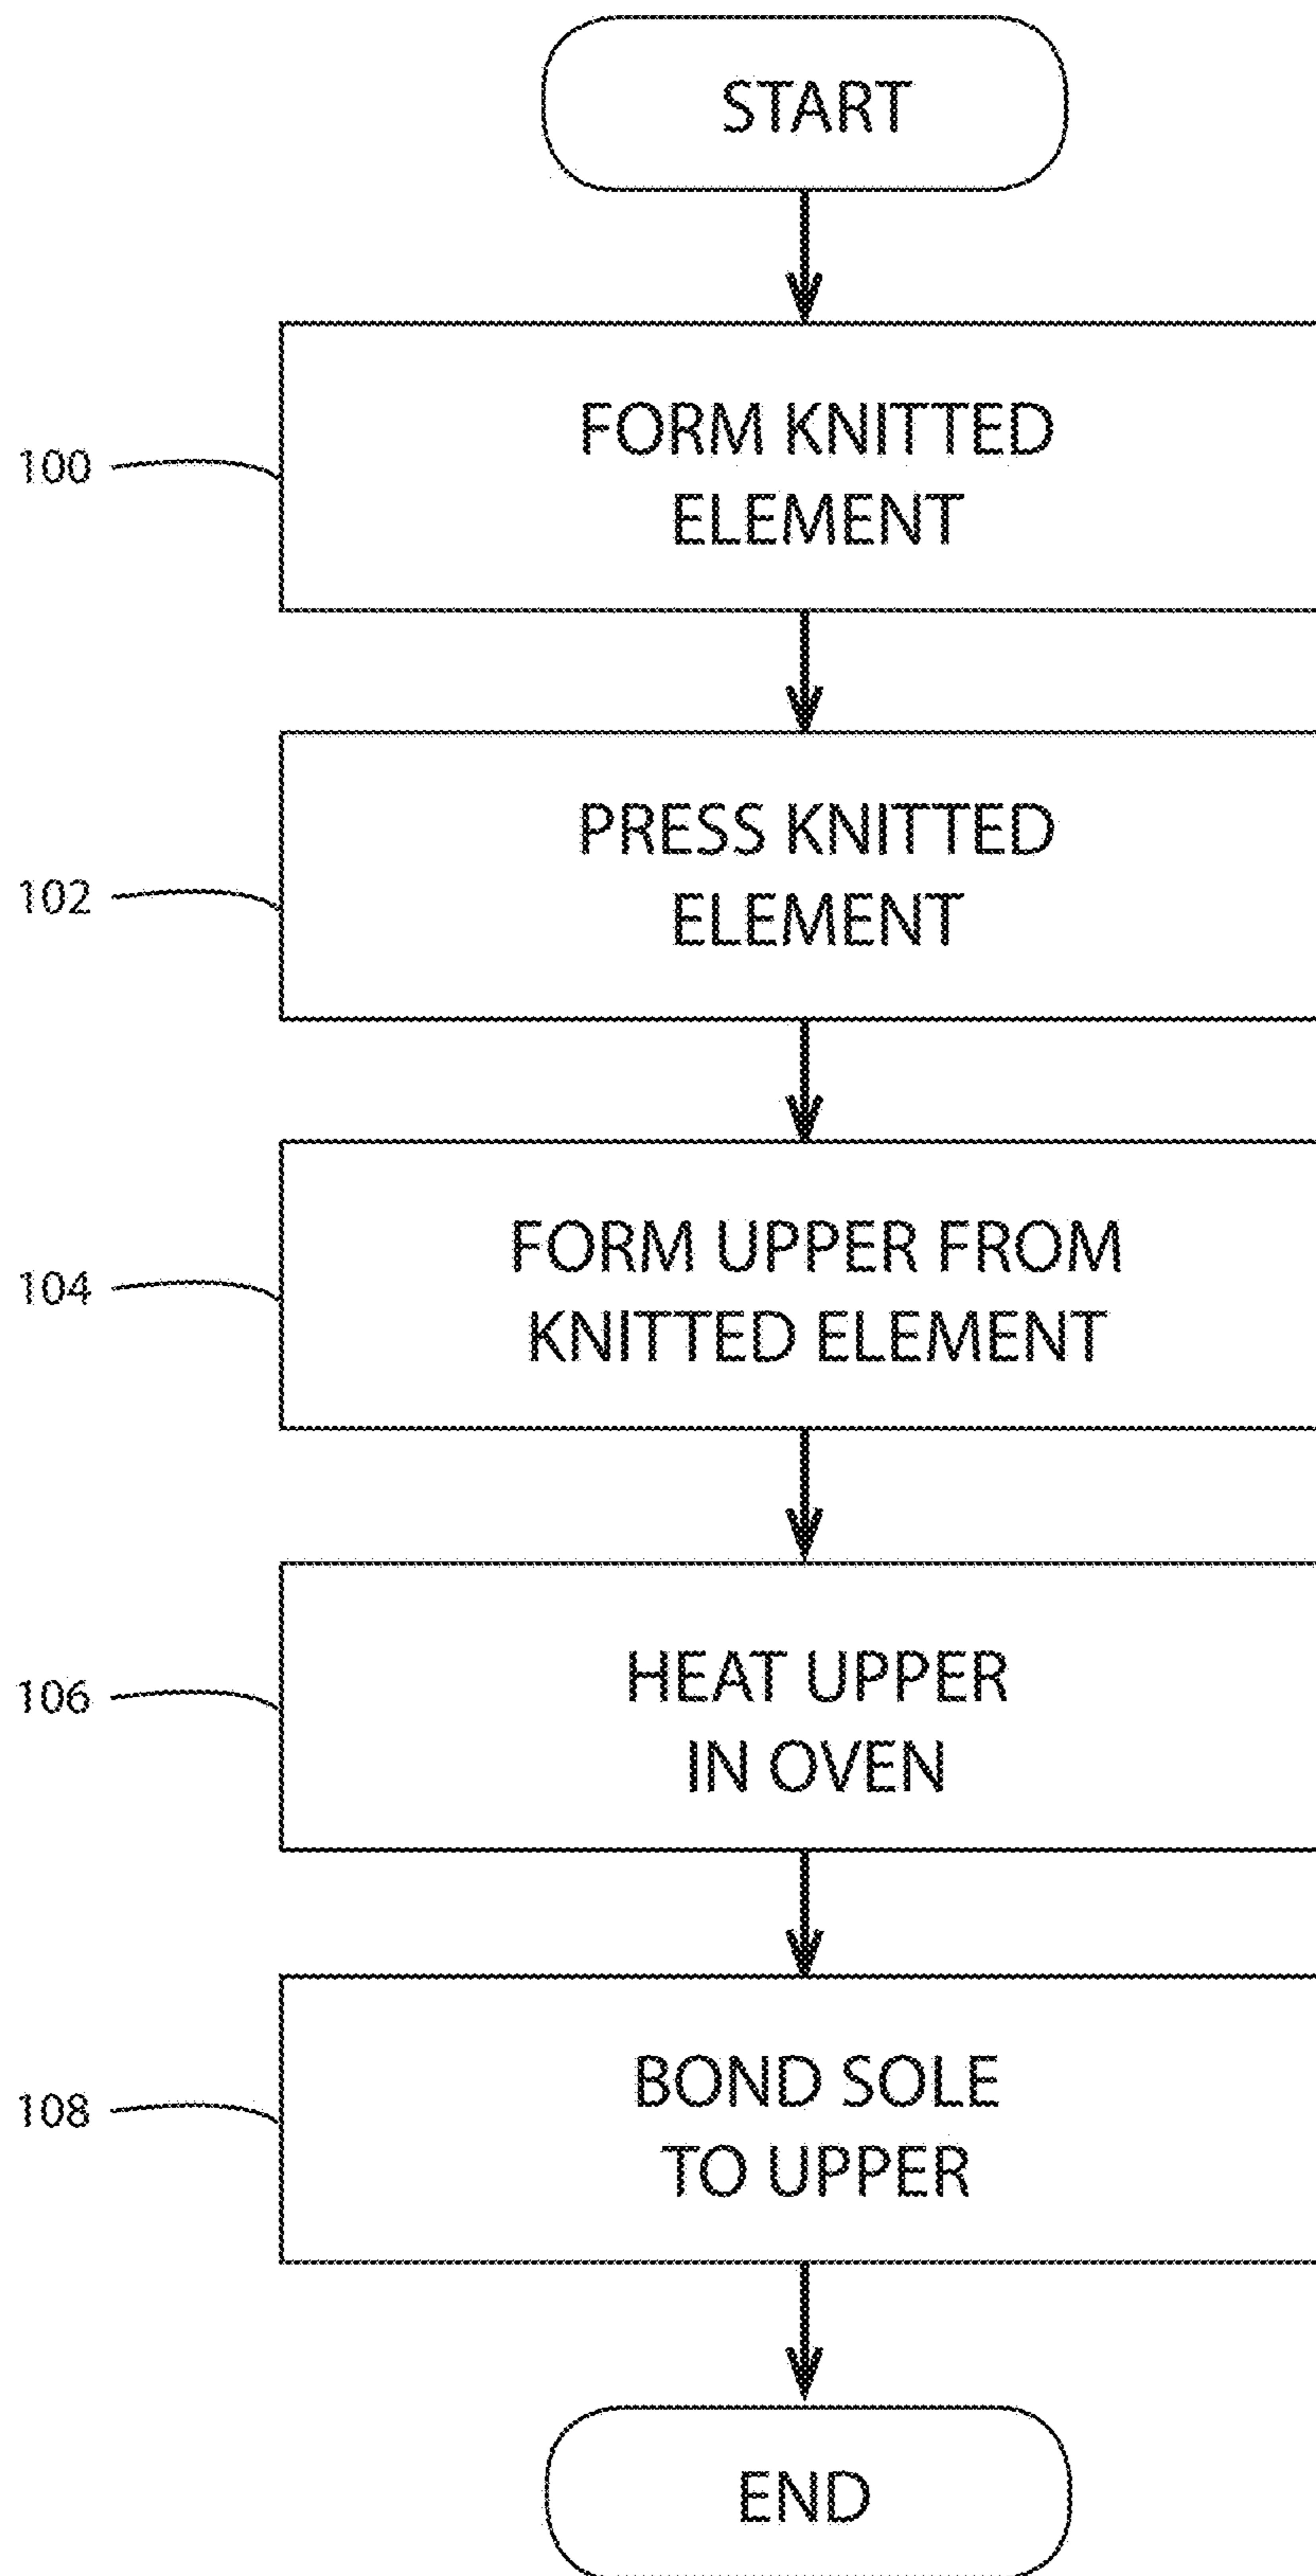 START
FORM KNITTED
ELEMENT
100
PRESS KNITTED
ELEMENT
102
FORM UPPER FROM
KNITTED ELEMENT
104
HEAT UPPER
IN OVEN
106
BOND SOLE
TO UPPER
108
END